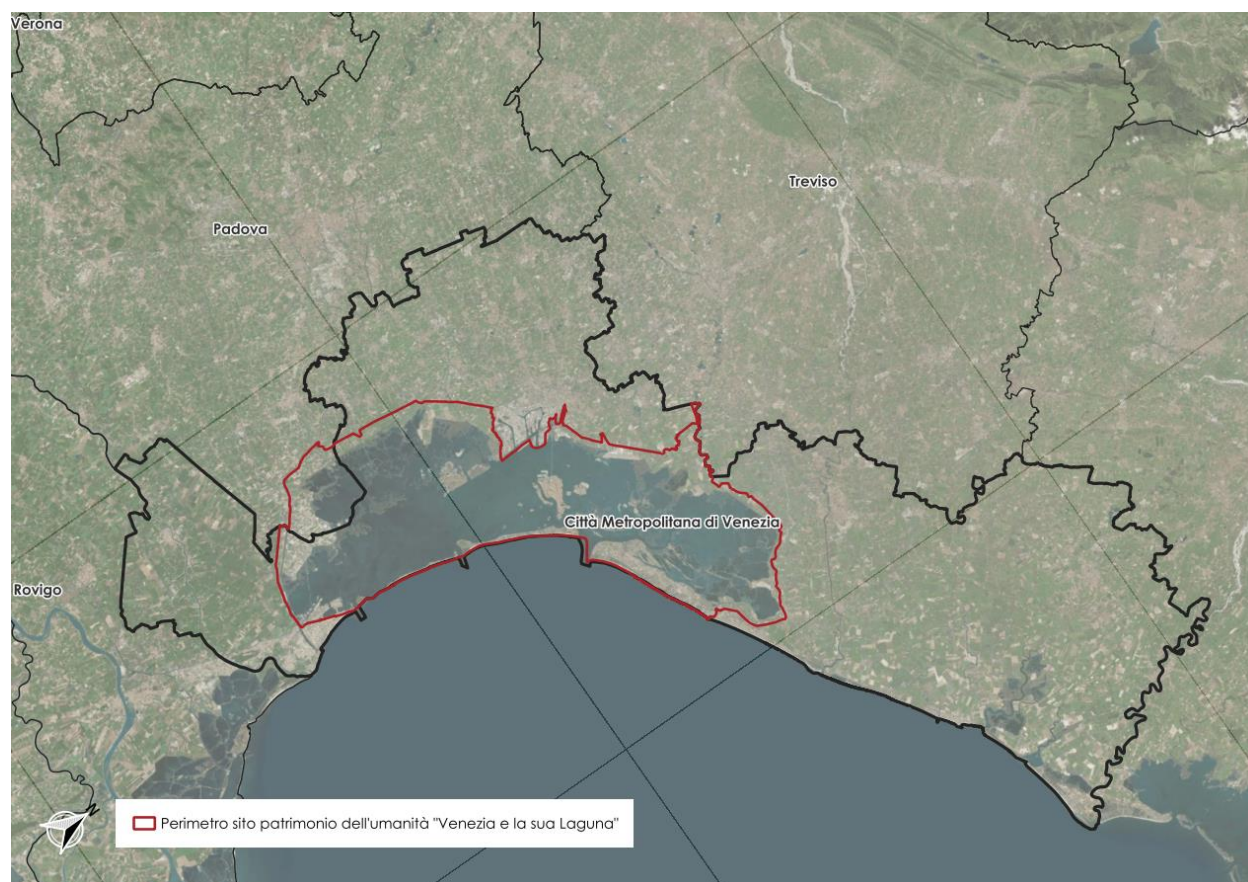 Verona
Treviso
Padova
Città Metropolitana di Venezia
Rovigo
Perimetro sito patrimonio dell'umanità "Venezia e la sua Laguna"